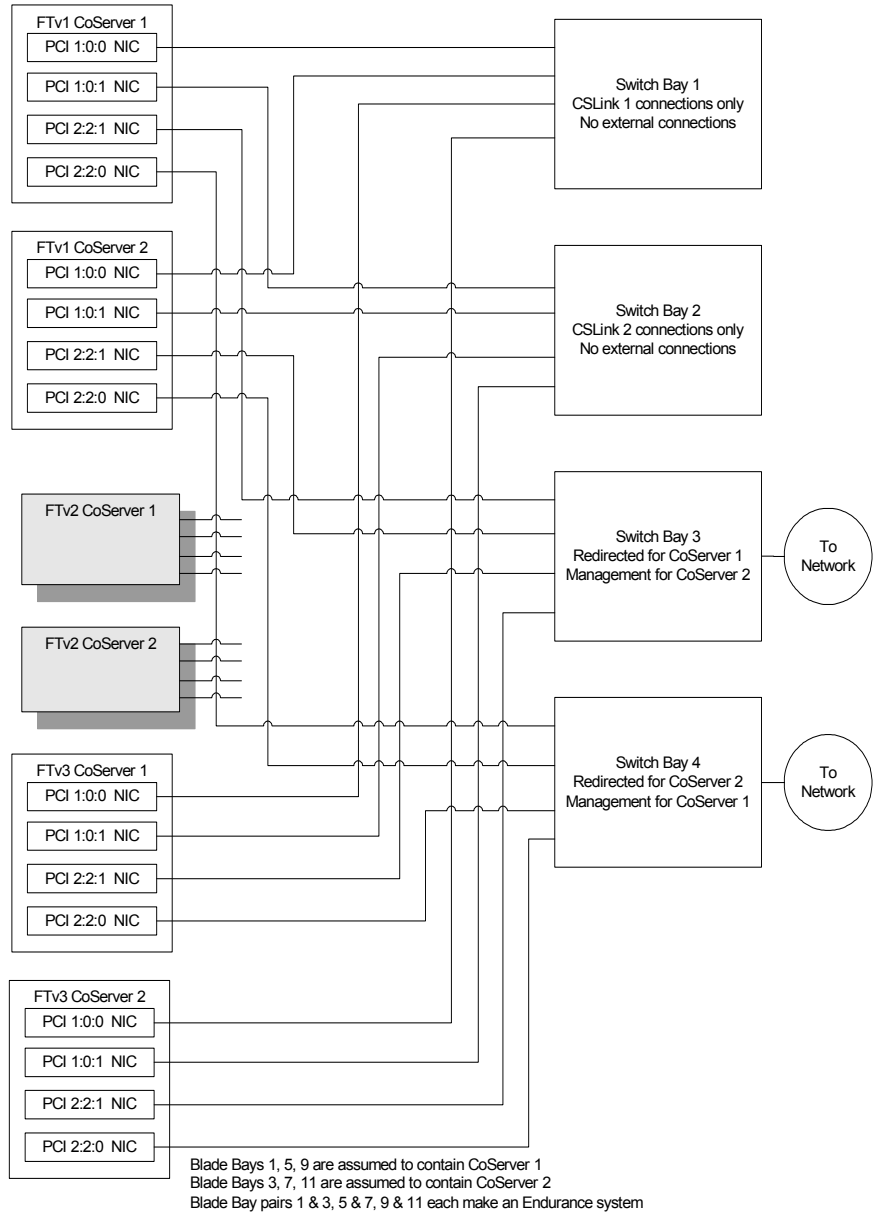 FTv1 CoServer 1
PCI 1:0:0 NIC
PCI 1:0:1 NIC
PCI 2:2:1 NIC
PCI 2:2:0 NIC
Switch Bay 1
CSLink 1 connections only
No external connections
FTv1 CoServer 2
PCI 1:0:0 NIC
PCI 1:0:1 NIC
PCI 2:2:1 NIC
PCI 2:2:0 NIC
Switch Bay 2
CSLink 2 connections only
No external connections
FTv2 CoServer 1
Switch Bay 3
Redirected for CoServer 1
Management for CoServer 2
To
Network
FTv2 CoServer 2
Switch Bay 4
Redirected for CoServer 2
Management for CoServer 1
To
Network
FTv3 CoServer 1
PCI 1:0:0 NIC
PCI 1:0:1 NIC
PCI 2:2:1 NIC
PCI 2:2:0 NIC
FTv3 CoServer 2
PCI 1:0:0 NIC
PCI 1:0:1 NIC
PCI 2:2:1 NIC
PCI 2:2:0 NIC
Blade Bays 1, 5, 9 are assumed to contain CoServer 1
Blade Bays 3, 7, 11 are assumed to contain CoServer 2
Blade Bay pairs 1 & 3, 5 & 7, 9 & 11 each make an Endurance system